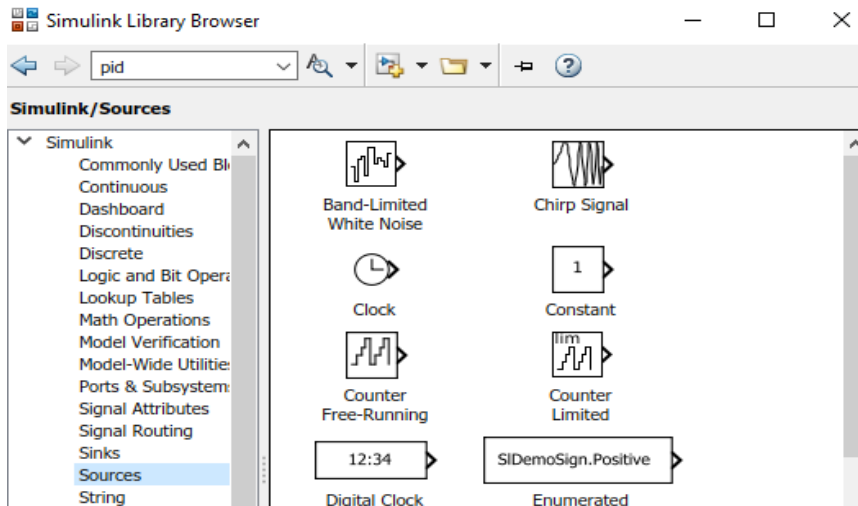 Simulink Library Browser
pid
Simulink/Sources
Simulink
Commonly Used Bl
Continuous
Dashboard
Discontinuities
Discrete
Logic and Bit Opera
Lookup Tables
Math Operations
Model Verification
Model-Wide Utilities
Ports & Subsystem
Signal Attributes
Signal Routing
Sinks
Sources
String
Band-Limited
White Noise
Chirp Signal
Clock
1
Constant
Counter
Free-Running
lim
Counter
Limited
12:34
Digital Clock
SlDemoSign.Positive
Enumerated